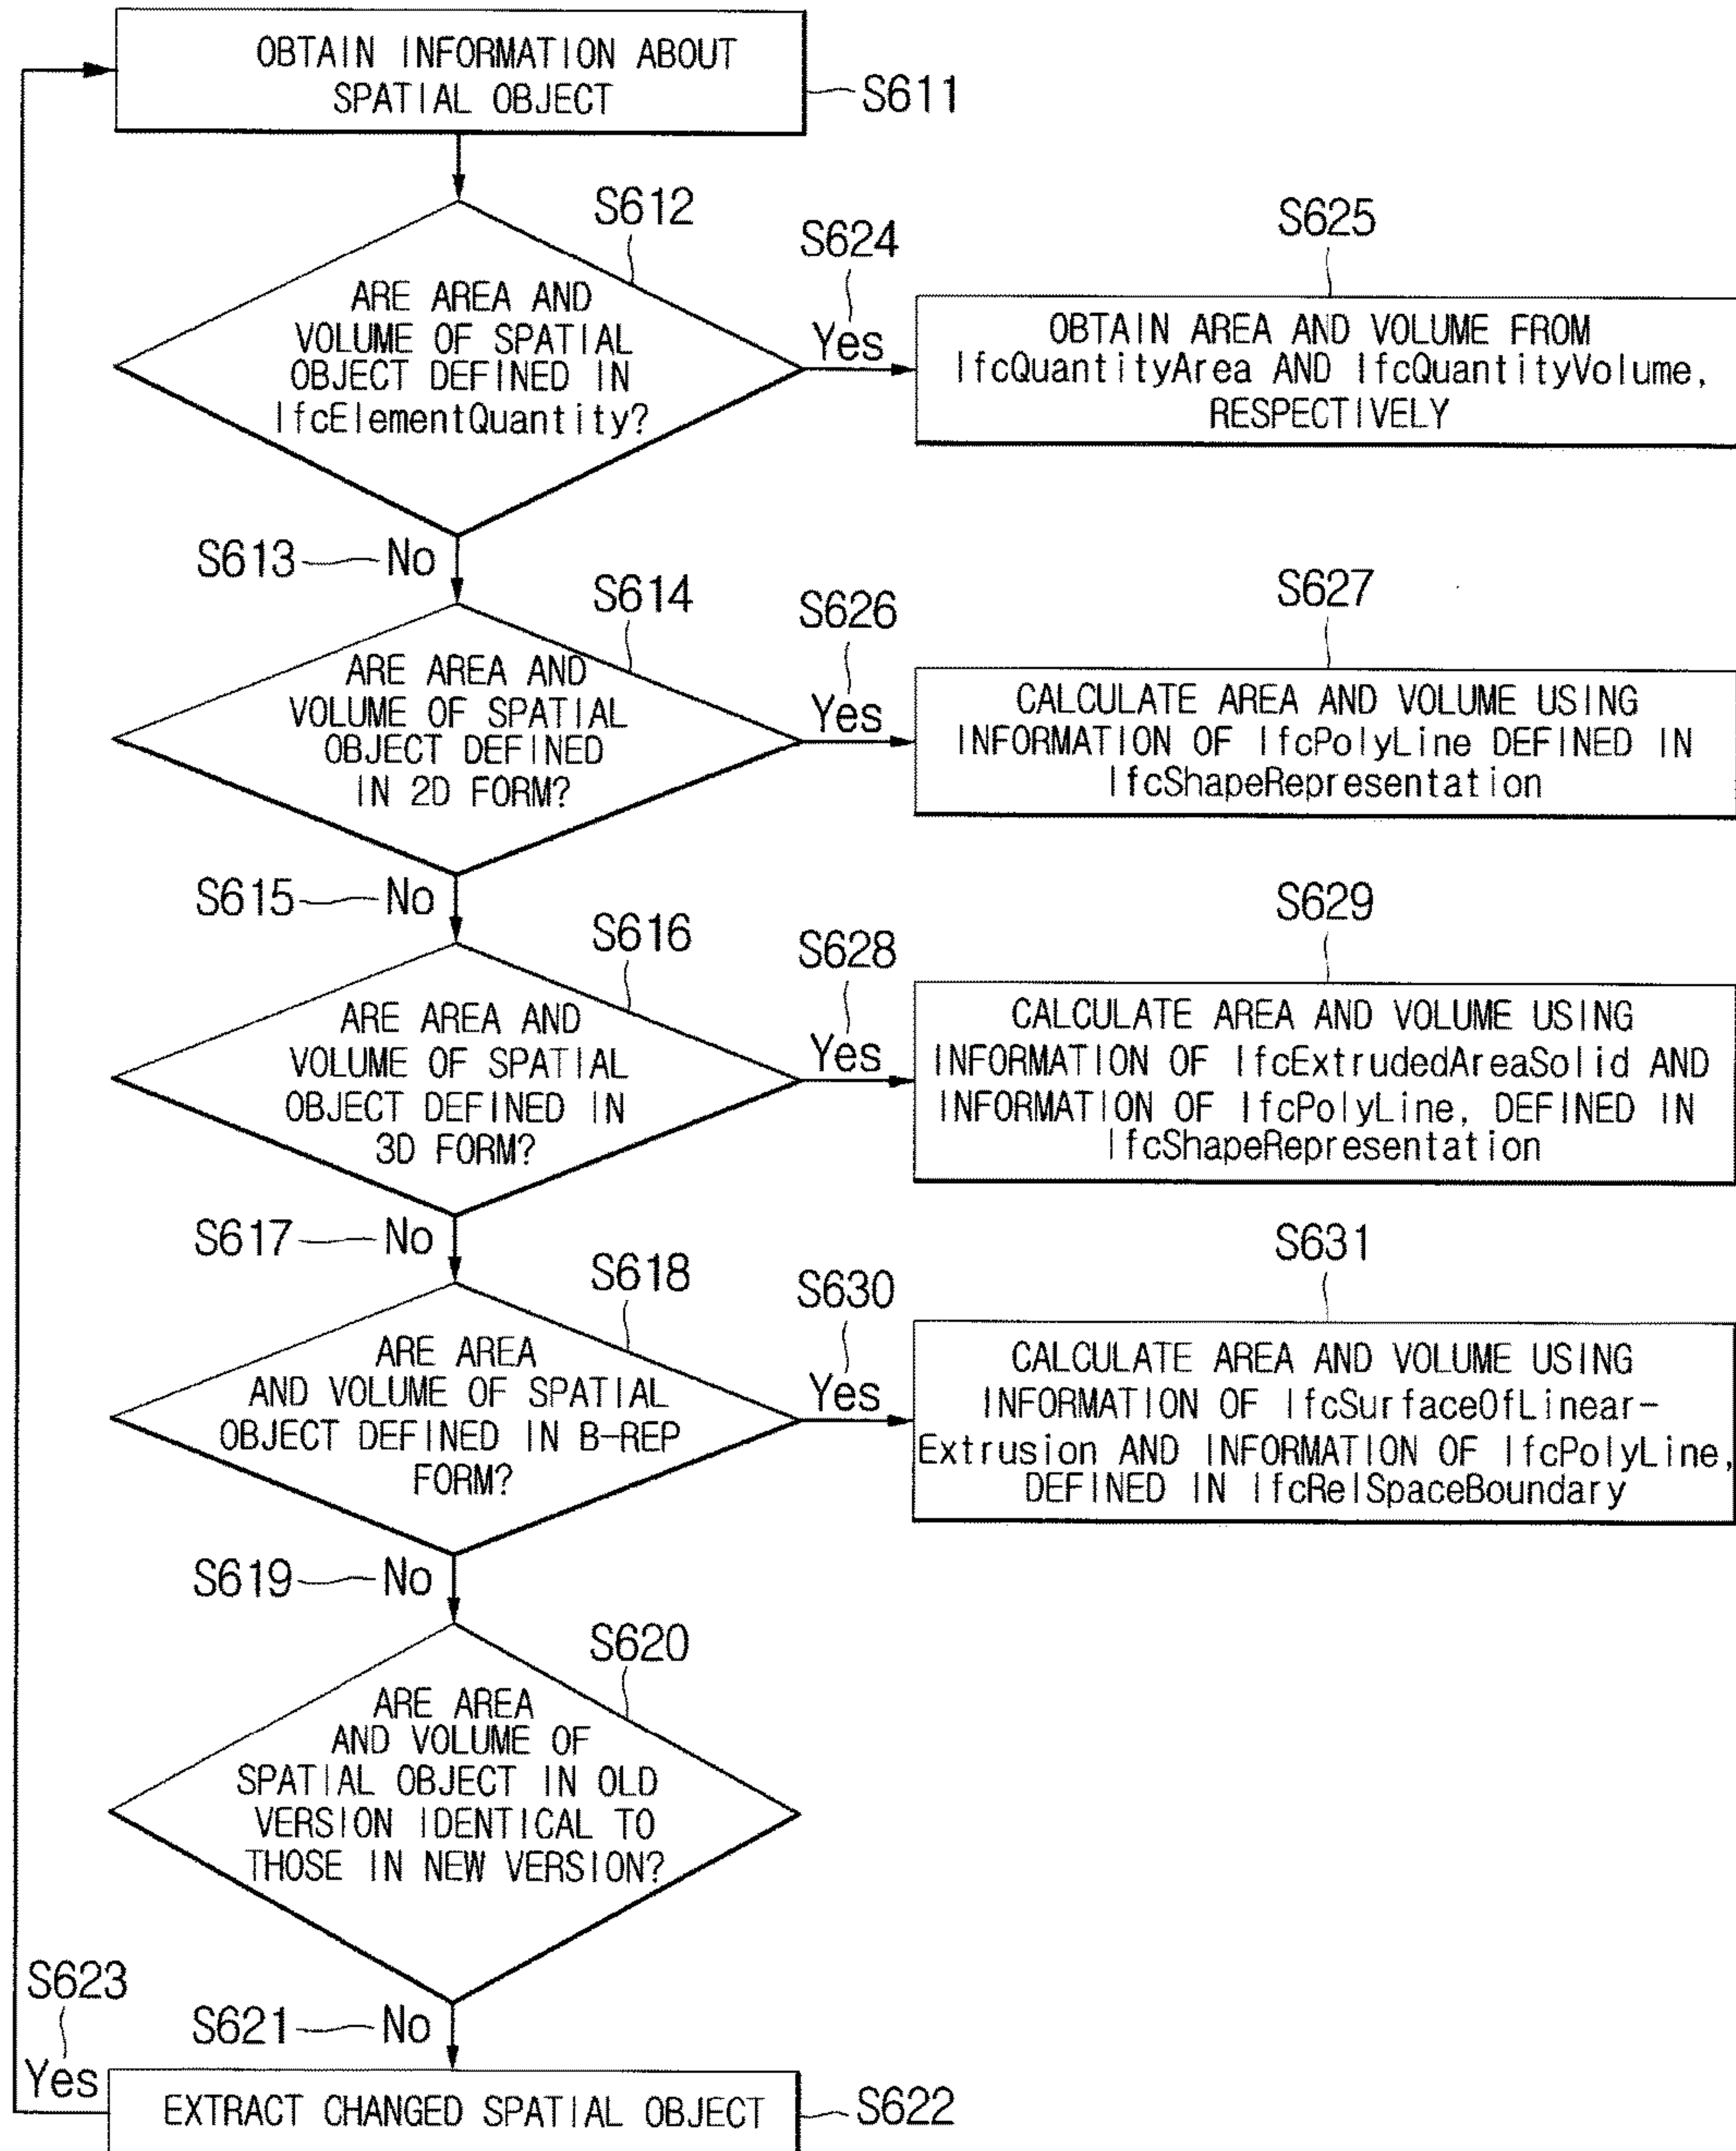 OBTAIN INFORMATION ABOUT
SPATIAL OBJECT
S611
S612
ARE AREA AND
VOLUME OF SPATIAL
OBJECT DEFINED IN
IfcElementQuantity?
S624
Yes
S625
OBTAIN AREA AND VOLUME FROM
IfcQuantityArea AND IfcQuantityVolume,
RESPECTIVELY
S613
No
S614
ARE AREA AND
VOLUME OF SPATIAL
OBJECT DEFINED
IN 2D FORM?
S626
Yes
S627
CALCULATE AREA AND VOLUME USING
INFORMATION OF IfcPolyLine DEFINED IN
IfcShapeRepresentation
S615
No
S616
ARE AREA AND
VOLUME OF SPATIAL
OBJECT DEFINED IN
3D FORM?
S628
Yes
S629
CALCULATE AREA AND VOLUME USING
INFORMATION OF IfcExtrudedAreaSolid AND
INFORMATION OF IfcPolyLine, DEFINED IN
IfcShapeRepresentation
S617
No
S618
ARE AREA
AND VOLUME OF SPATIAL
OBJECT DEFINED IN B-REP
FORM?
S630
Yes
S631
CALCULATE AREA AND VOLUME USING
INFORMATION OF IfcSurfaceOfLinear-
Extrusion AND INFORMATION OF IfcPolyLine,
DEFINED IN IfcRelSpaceBoundary
S619
No
S620
ARE AREA
AND VOLUME OF
SPATIAL OBJECT IN OLD
VERSION IDENTICAL TO
THOSE IN NEW VERSION?
S623
Yes
S621
No
EXTRACT CHANGED SPATIAL OBJECT
S622